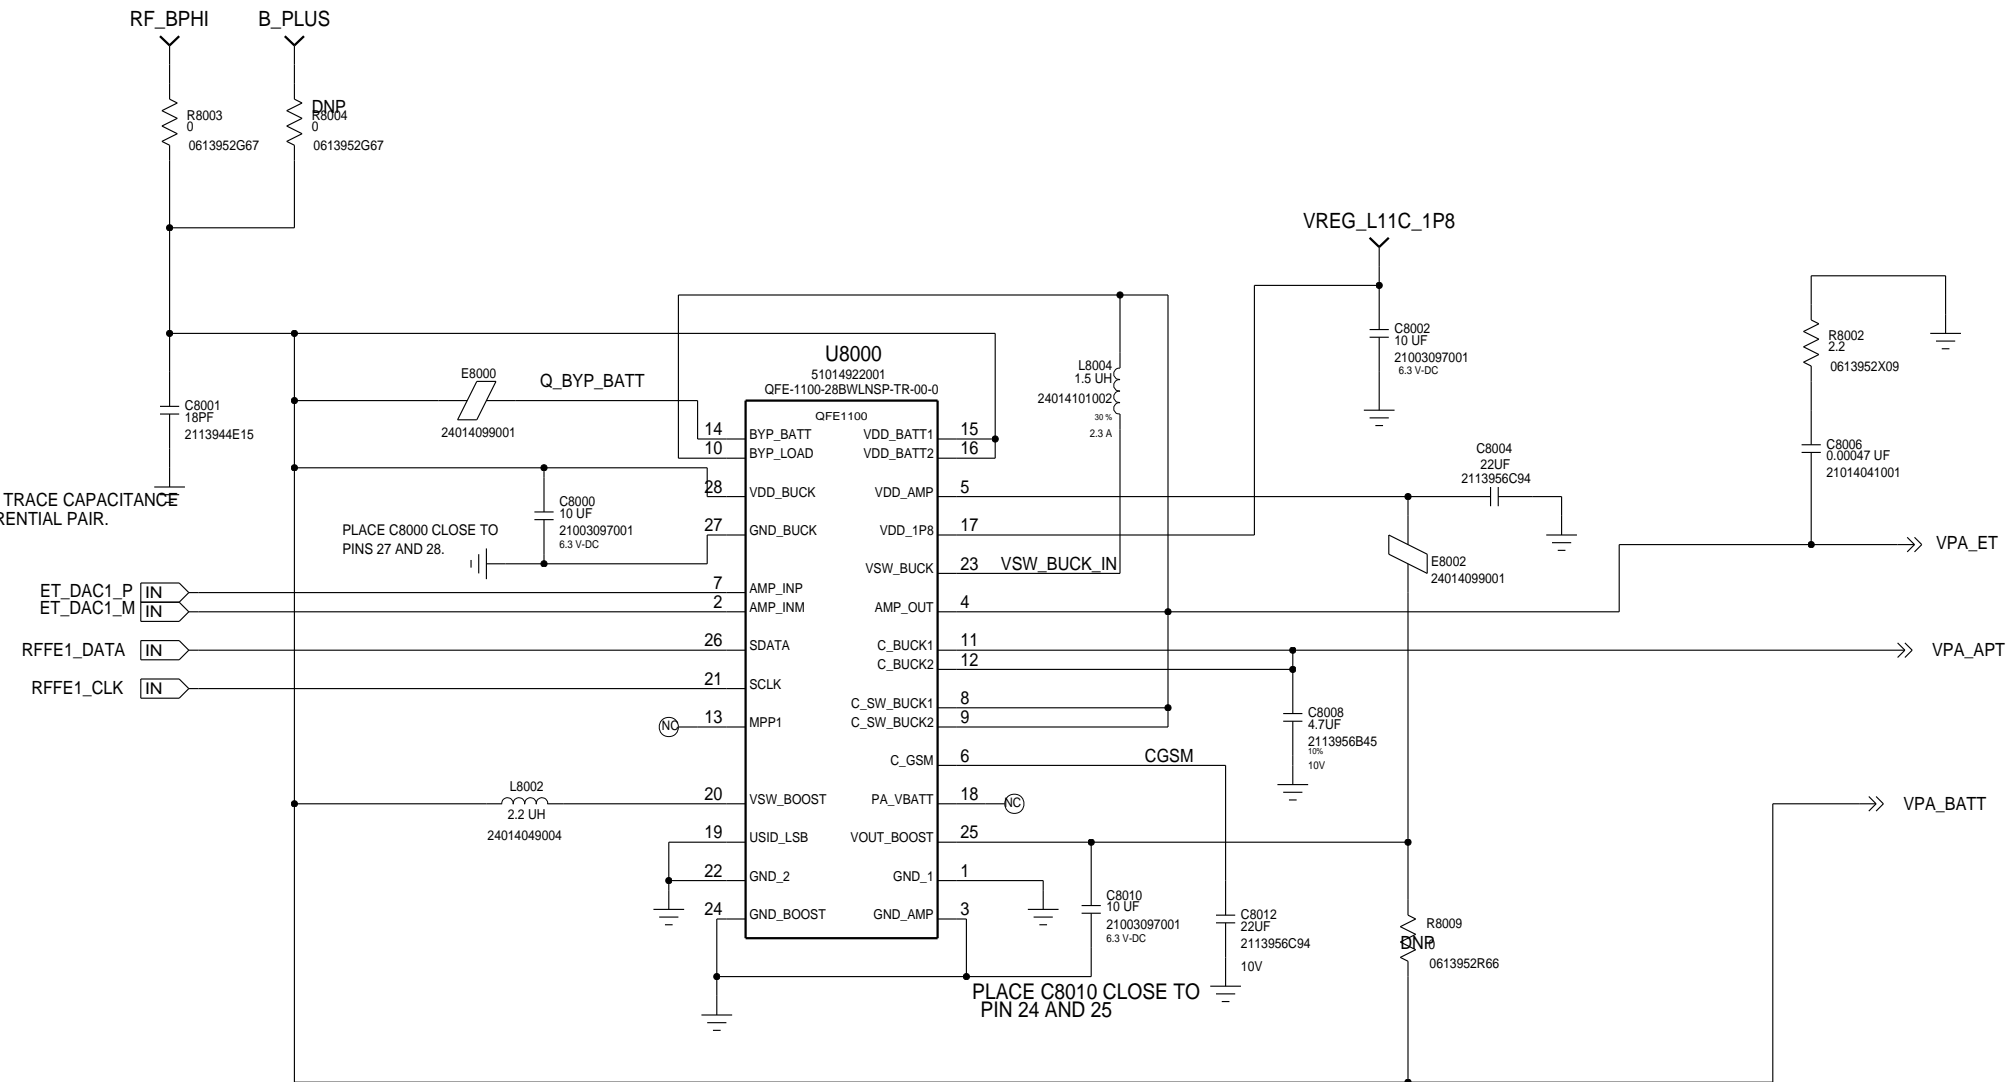 RF_BPHI
B_PLUS
R8003
0
0613952G67
DNP
R8004
0
0613952G67
VREG_L11C_1P8
C8002
10 UF
21003097001
6.3 V-DC
R8002
2.2
0613952X09
C8006
0.00047 UF
21014041001
L8004
1.5 UH
24014101002
30 %
2.3 A
U8000
51014922001
QFE-1100-28BWLNSP-TR-00-0
QFE1100
E8000
24014099001
Q_BYP_BATT
C8001
18PF
2113944E15
TRACE CAPACITANCE
RENTIAL PAIR.
C8000
10 UF
21003097001
6.3 V-DC
PLACE C8000 CLOSE TO
PINS 27 AND 28.
C8004
22UF
2113956C94
E8002
24014099001
14 BYP_BATT
10 BYP_LOAD
28 VDD_BUCK
27 GND_BUCK
7 AMP_INP
2 AMP_INM
26 SDATA
21 SCLK
13 MPP1
20 VSW_BOOST
19 USID_LSB
22 GND_2
24 GND_BOOST
VDD_BATT1 15
VDD_BATT2 16
VDD_AMP 5
VDD_1P8 17
VSW_BUCK 23 VSW_BUCK_IN
AMP_OUT 4
C_BUCK1 11
C_BUCK2 12
C_SW_BUCK1 8
C_SW_BUCK2 9
C_GSM 6 CGSM
PA_VBATT 18 NC
VOUT_BOOST 25
GND_1 1
GND_AMP 3
ET_DAC1_P IN
ET_DAC1_M IN
RFFE1_DATA IN
RFFE1_CLK IN
NC
L8002
2.2 UH
24014049004
VPA_ET
VPA_APT
VPA_BATT
C8008
4.7UF
2113956B45
10%
10V
C8010
10 UF
21003097001
6.3 V-DC
C8012
22UF
2113956C94
10V
R8009
DNP
0613952R66
PLACE C8010 CLOSE TO
PIN 24 AND 25